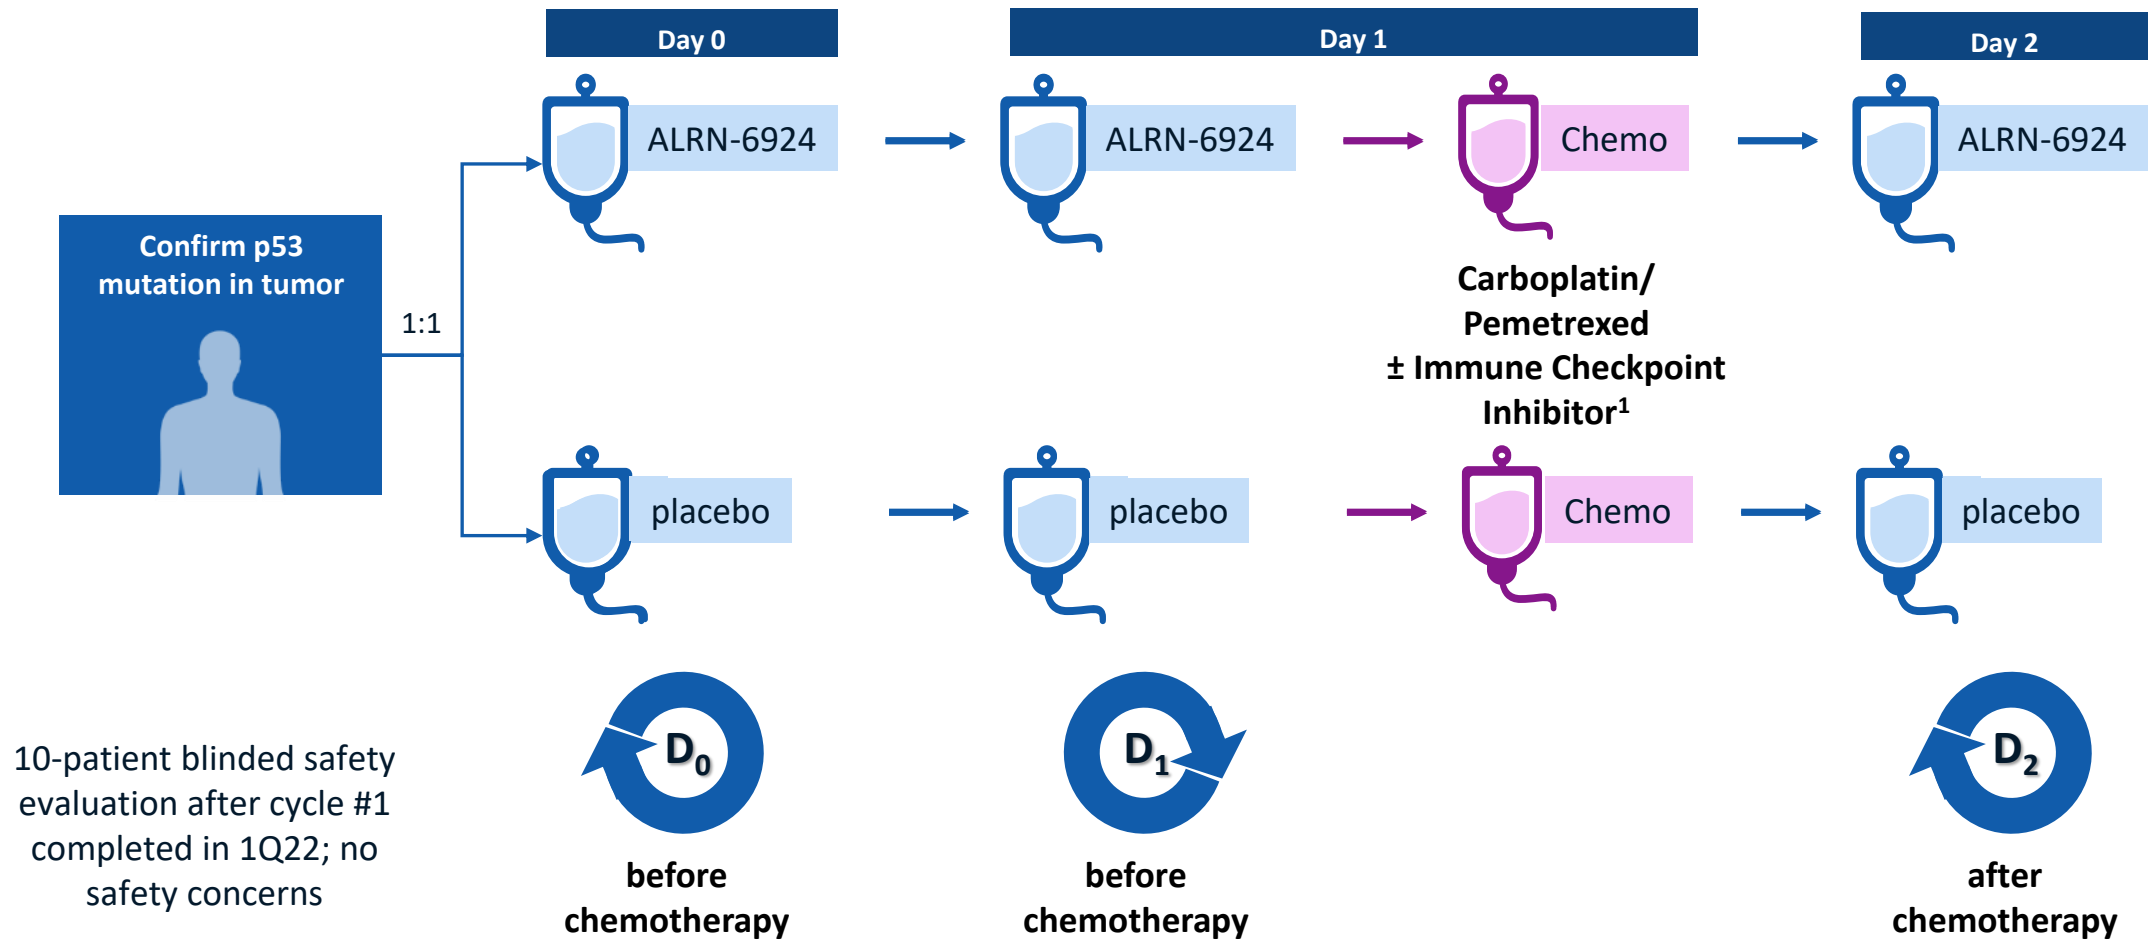 Day 0
Day 1
Day 2
ALRN-6924
ALRN-6924
Chemo
ALRN-6924
Confirm p53
mutation in tumor
1:1
Carboplatin/
Pemetrexed
± Immune Checkpoint
Inhibitor¹
placebo
placebo
Chemo
placebo
10-patient blinded safety
evaluation after cycle #1
completed in 1Q22; no
safety concerns
D₀
before
chemotherapy
D₁
before
chemotherapy
D₂
after
chemotherapy